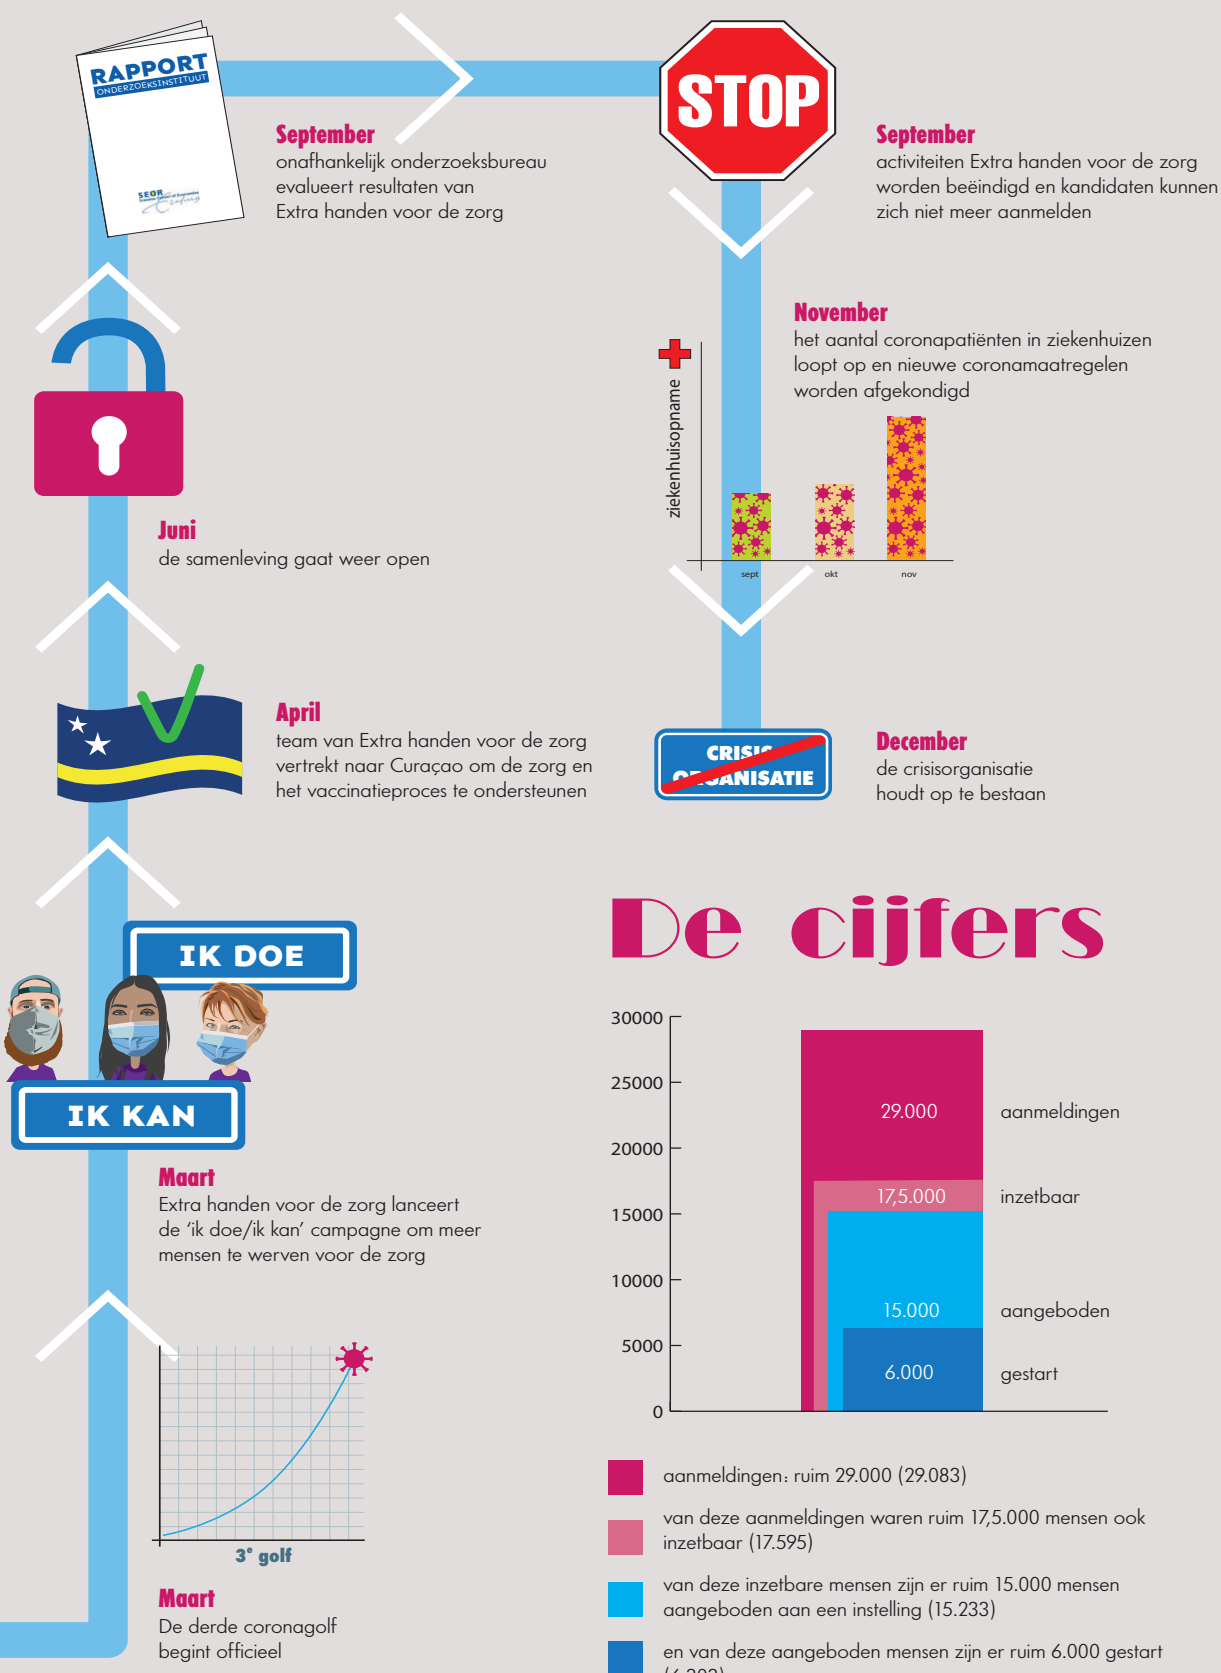 RAPPORT
ONDERZOEKSINSTITUUT
SEOR
Erasmus School of Economics
September
onafhankelijk onderzoeksbureau
evalueert resultaten van
Extra handen voor de zorg
STOP
September
activiteiten Extra handen voor de zorg
worden beëindigd en kandidaten kunnen
zich niet meer aanmelden
November
het aantal coronapatiënten in ziekenhuizen
loopt op en nieuwe coronamaatregelen
worden afgekondigd
ziekenhuisopname
sept
okt
nov
Juni
de samenleving gaat weer open
April
team van Extra handen voor de zorg
vertrekt naar Curaçao om de zorg en
het vaccinatieproces te ondersteunen
CRISIS
ORGANISATIE
December
de crisisorganisatie
houdt op te bestaan
IK DOE
IK KAN
Maart
Extra handen voor de zorg lanceert
de ‘ik doe/ik kan’ campagne om meer
mensen te werven voor de zorg
3e golf
Maart
De derde coronagolf
begint officieel
De cijfers
30000
25000
20000
15000
10000
5000
0
29.000 aanmeldingen
17,5.000 inzetbaar
15.000 aangeboden
6.000 gestart
aanmeldingen: ruim 29.000 (29.083)
van deze aanmeldingen waren ruim 17,5.000 mensen ook
inzetbaar (17.595)
van deze inzetbare mensen zijn er ruim 15.000 mensen
aangeboden aan een instelling (15.233)
en van deze aangeboden mensen zijn er ruim 6.000 gestart